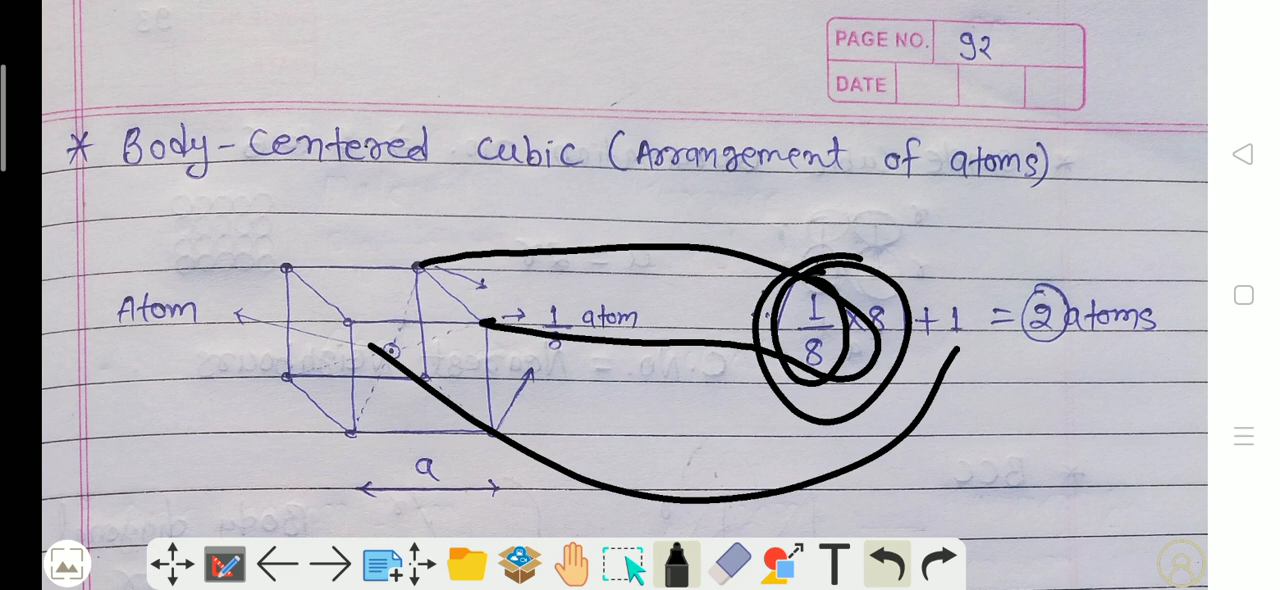 PAGE NO. 92
DATE
* Body-Centered Cubic (Arrangement of atoms)
Atom
1/8 atom
1/8 x 8 + 1 = 2 atoms
a
T